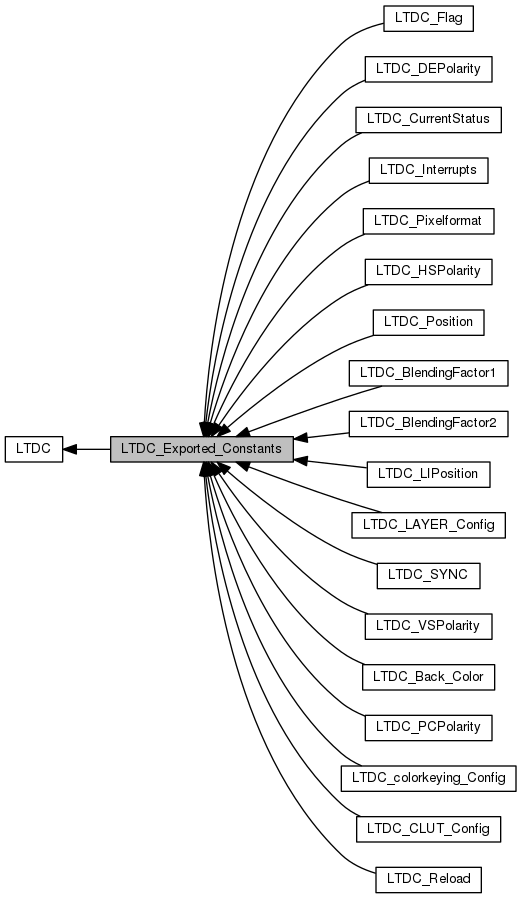 LTDC_Flag
LTDC_DEPolarity
LTDC_CurrentStatus
LTDC_Interrupts
LTDC_Pixelformat
LTDC_HSPolarity
LTDC_Position
LTDC_BlendingFactor1
LTDC_BlendingFactor2
LTDC
LTDC_Exported_Constants
LTDC_LIPosition
LTDC_LAYER_Config
LTDC_SYNC
LTDC_VSPolarity
LTDC_Back_Color
LTDC_PCPolarity
LTDC_colorkeying_Config
LTDC_CLUT_Config
LTDC_Reload